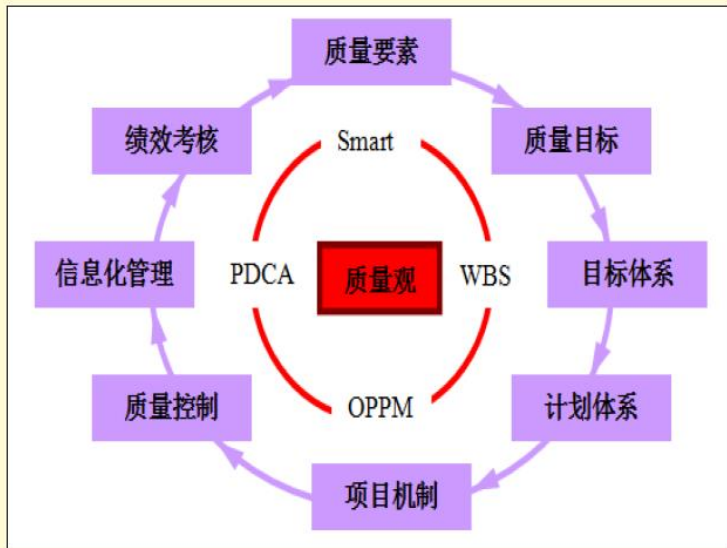 质量要素
绩效考核
Smart
质量目标
信息化管理
PDCA
质量观
WBS
目标体系
质量控制
OPPM
计划体系
项目机制